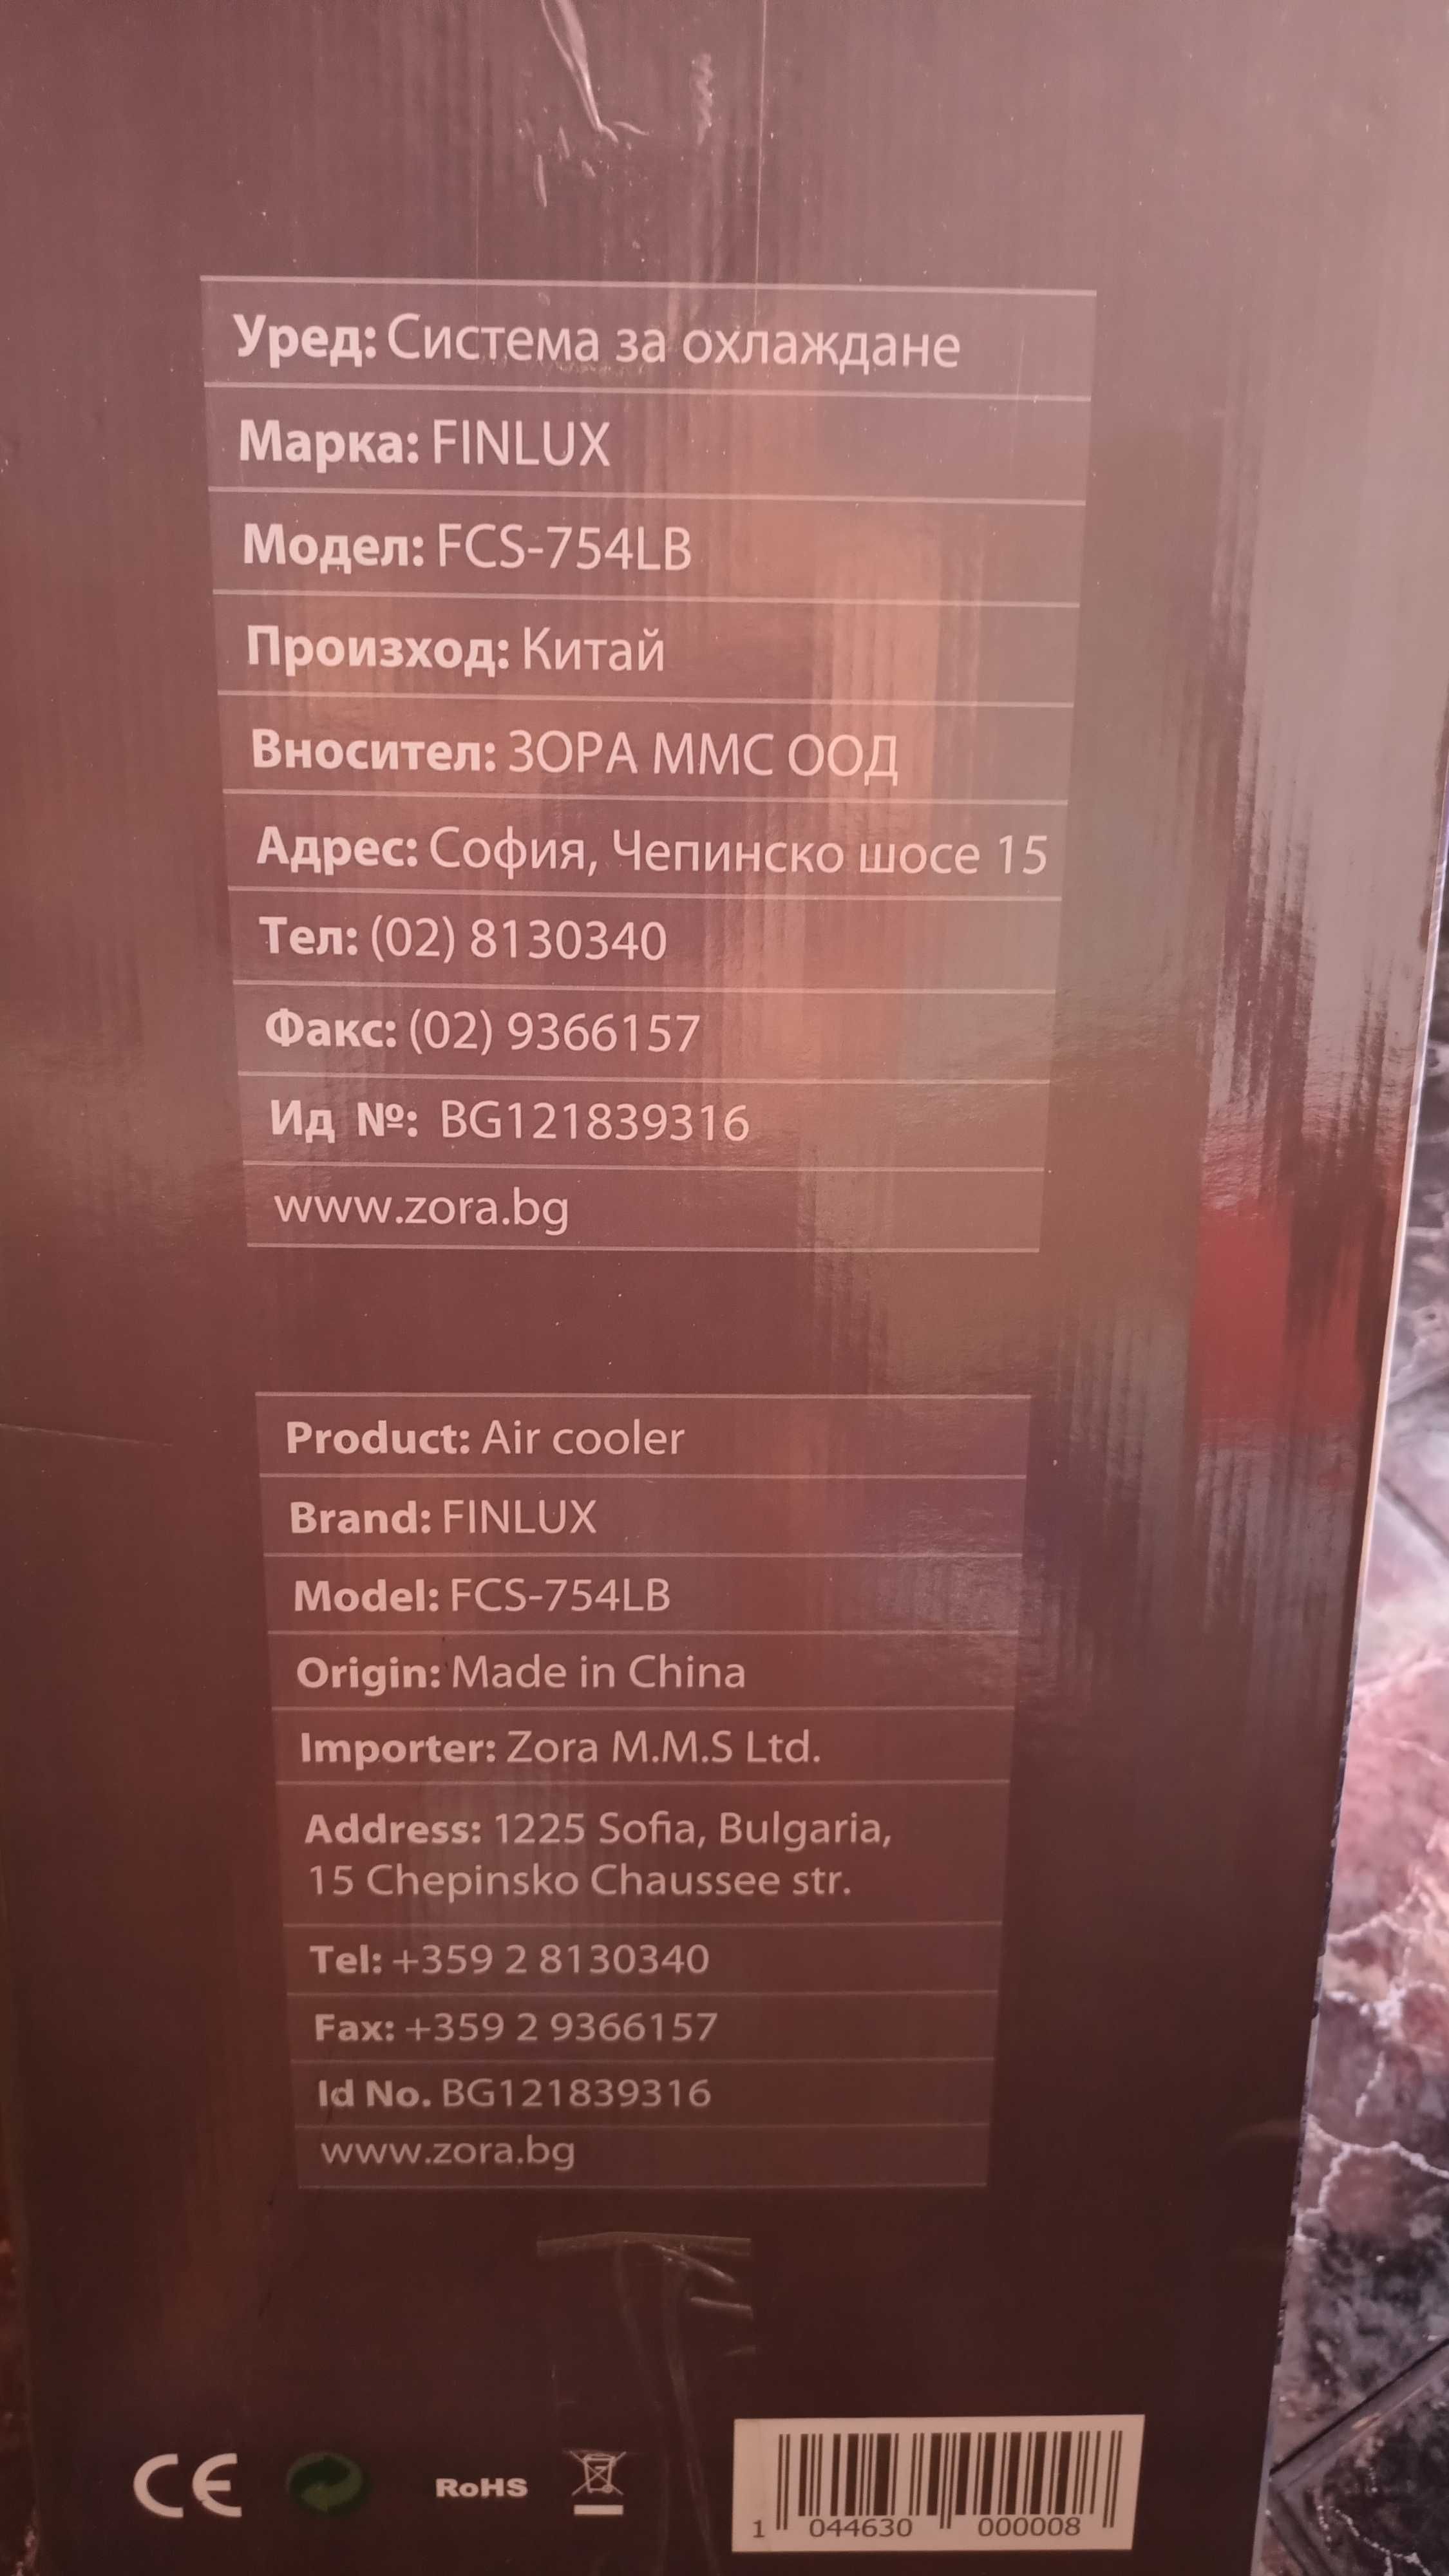 Уред: Система за охлаждане
Марка: FINLUX
Модел: FCS-754LB
Произход: Китай
Вносител: ЗОРА ММС ООД
Адрес: София, Чепинско шосе 15
Тел: (02) 8130340
Факс: (02) 9366157
Ид №: BG121839316
www.zora.bg
Product: Air cooler
Brand: FINLUX
Model: FCS-754LB
Origin: Made in China
Importer: Zora M.M.S Ltd.
Address: 1225 Sofia, Bulgaria,
15 Chepinsko Chaussee str.
Tel: +359 2 8130340
Fax: +359 2 9366157
Id No. BG121839316
www.zora.bg
CE RoHS
1 044630 000008